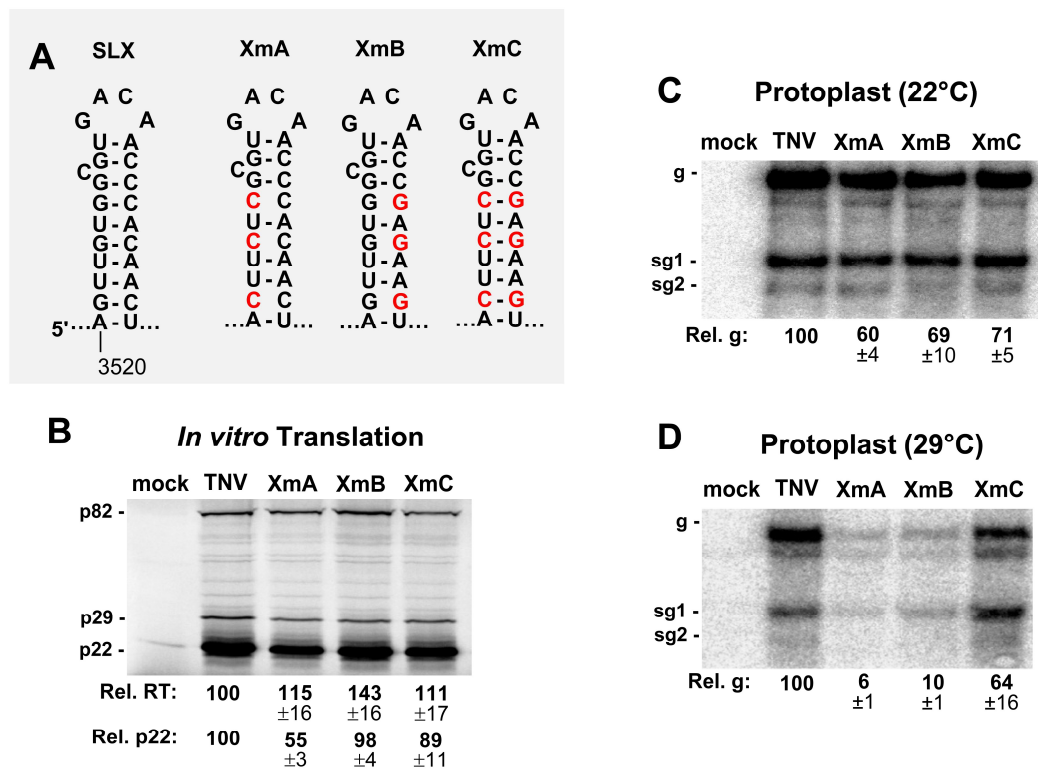 A
SLX XmA XmB XmC
A C A C A C A C
G A G A G A G A
U-A U-A U-A U-A
G-C G-C G-C G-C
C C C C
G-C G-C G-C G-C
G-C G-C G-C G-C
G-C C C G G C-G
U-A U-A U-A U-A
G-C C C G G C-G
U-A U-A U-A U-A
U-A U-A U-A U-A
G-C C C G G C-G
5'...A-U... ...A-U... ...A-U... ...A-U...
3520
B
In vitro Translation
mock TNV XmA XmB XmC
p82 -
p29 -
p22 -
Rel. RT: 100 115 143 111
±16 ±16 ±17
Rel. p22: 100 55 98 89
±3 ±4 ±11
C
Protoplast (22°C)
mock TNV XmA XmB XmC
g -
sg1 -
sg2 -
Rel. g: 100 60 69 71
±4 ±10 ±5
D
Protoplast (29°C)
mock TNV XmA XmB XmC
g -
sg1 -
sg2 -
Rel. g: 100 6 10 64
±1 ±1 ±16